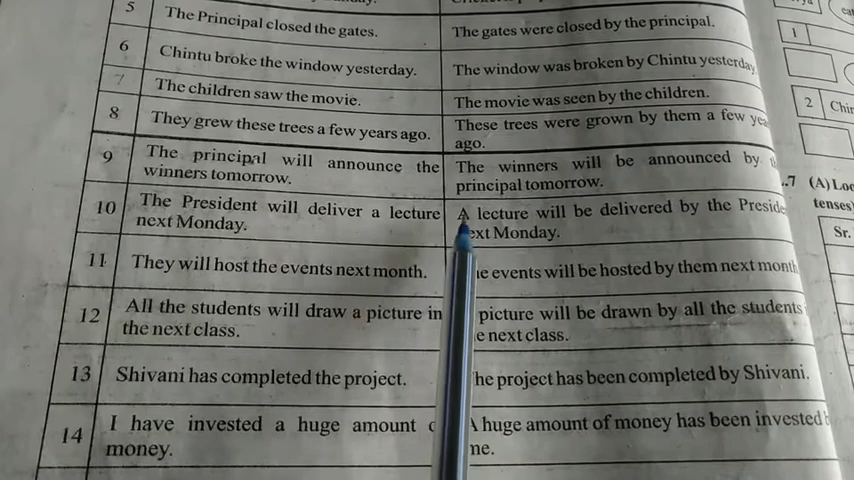 5 The Principal closed the gates. The gates were closed by the principal.
6 Chintu broke the window yesterday. The window was broken by Chintu yesterday
7 The children saw the movie. The movie was seen by the children.
8 They grew these trees a few years ago. These trees were grown by them a few
ago.
9 The principal will announce the The winners will be announced by
winners tomorrow. principal tomorrow.
10 The President will deliver a lecture A lecture will be delivered by the
next Monday. Monday.
11 They will host the events next month. events will be hosted by them next month
12 All the students will draw a picture in picture will be drawn by all the students
the next class. next class.
13 Shivani has completed the project. project has been completed by Shivani.
14 I have invested a huge amount A huge amount of money has been invested
money. me.
1
2 Chir
..7 (A) Loc
tenses)
Sr.